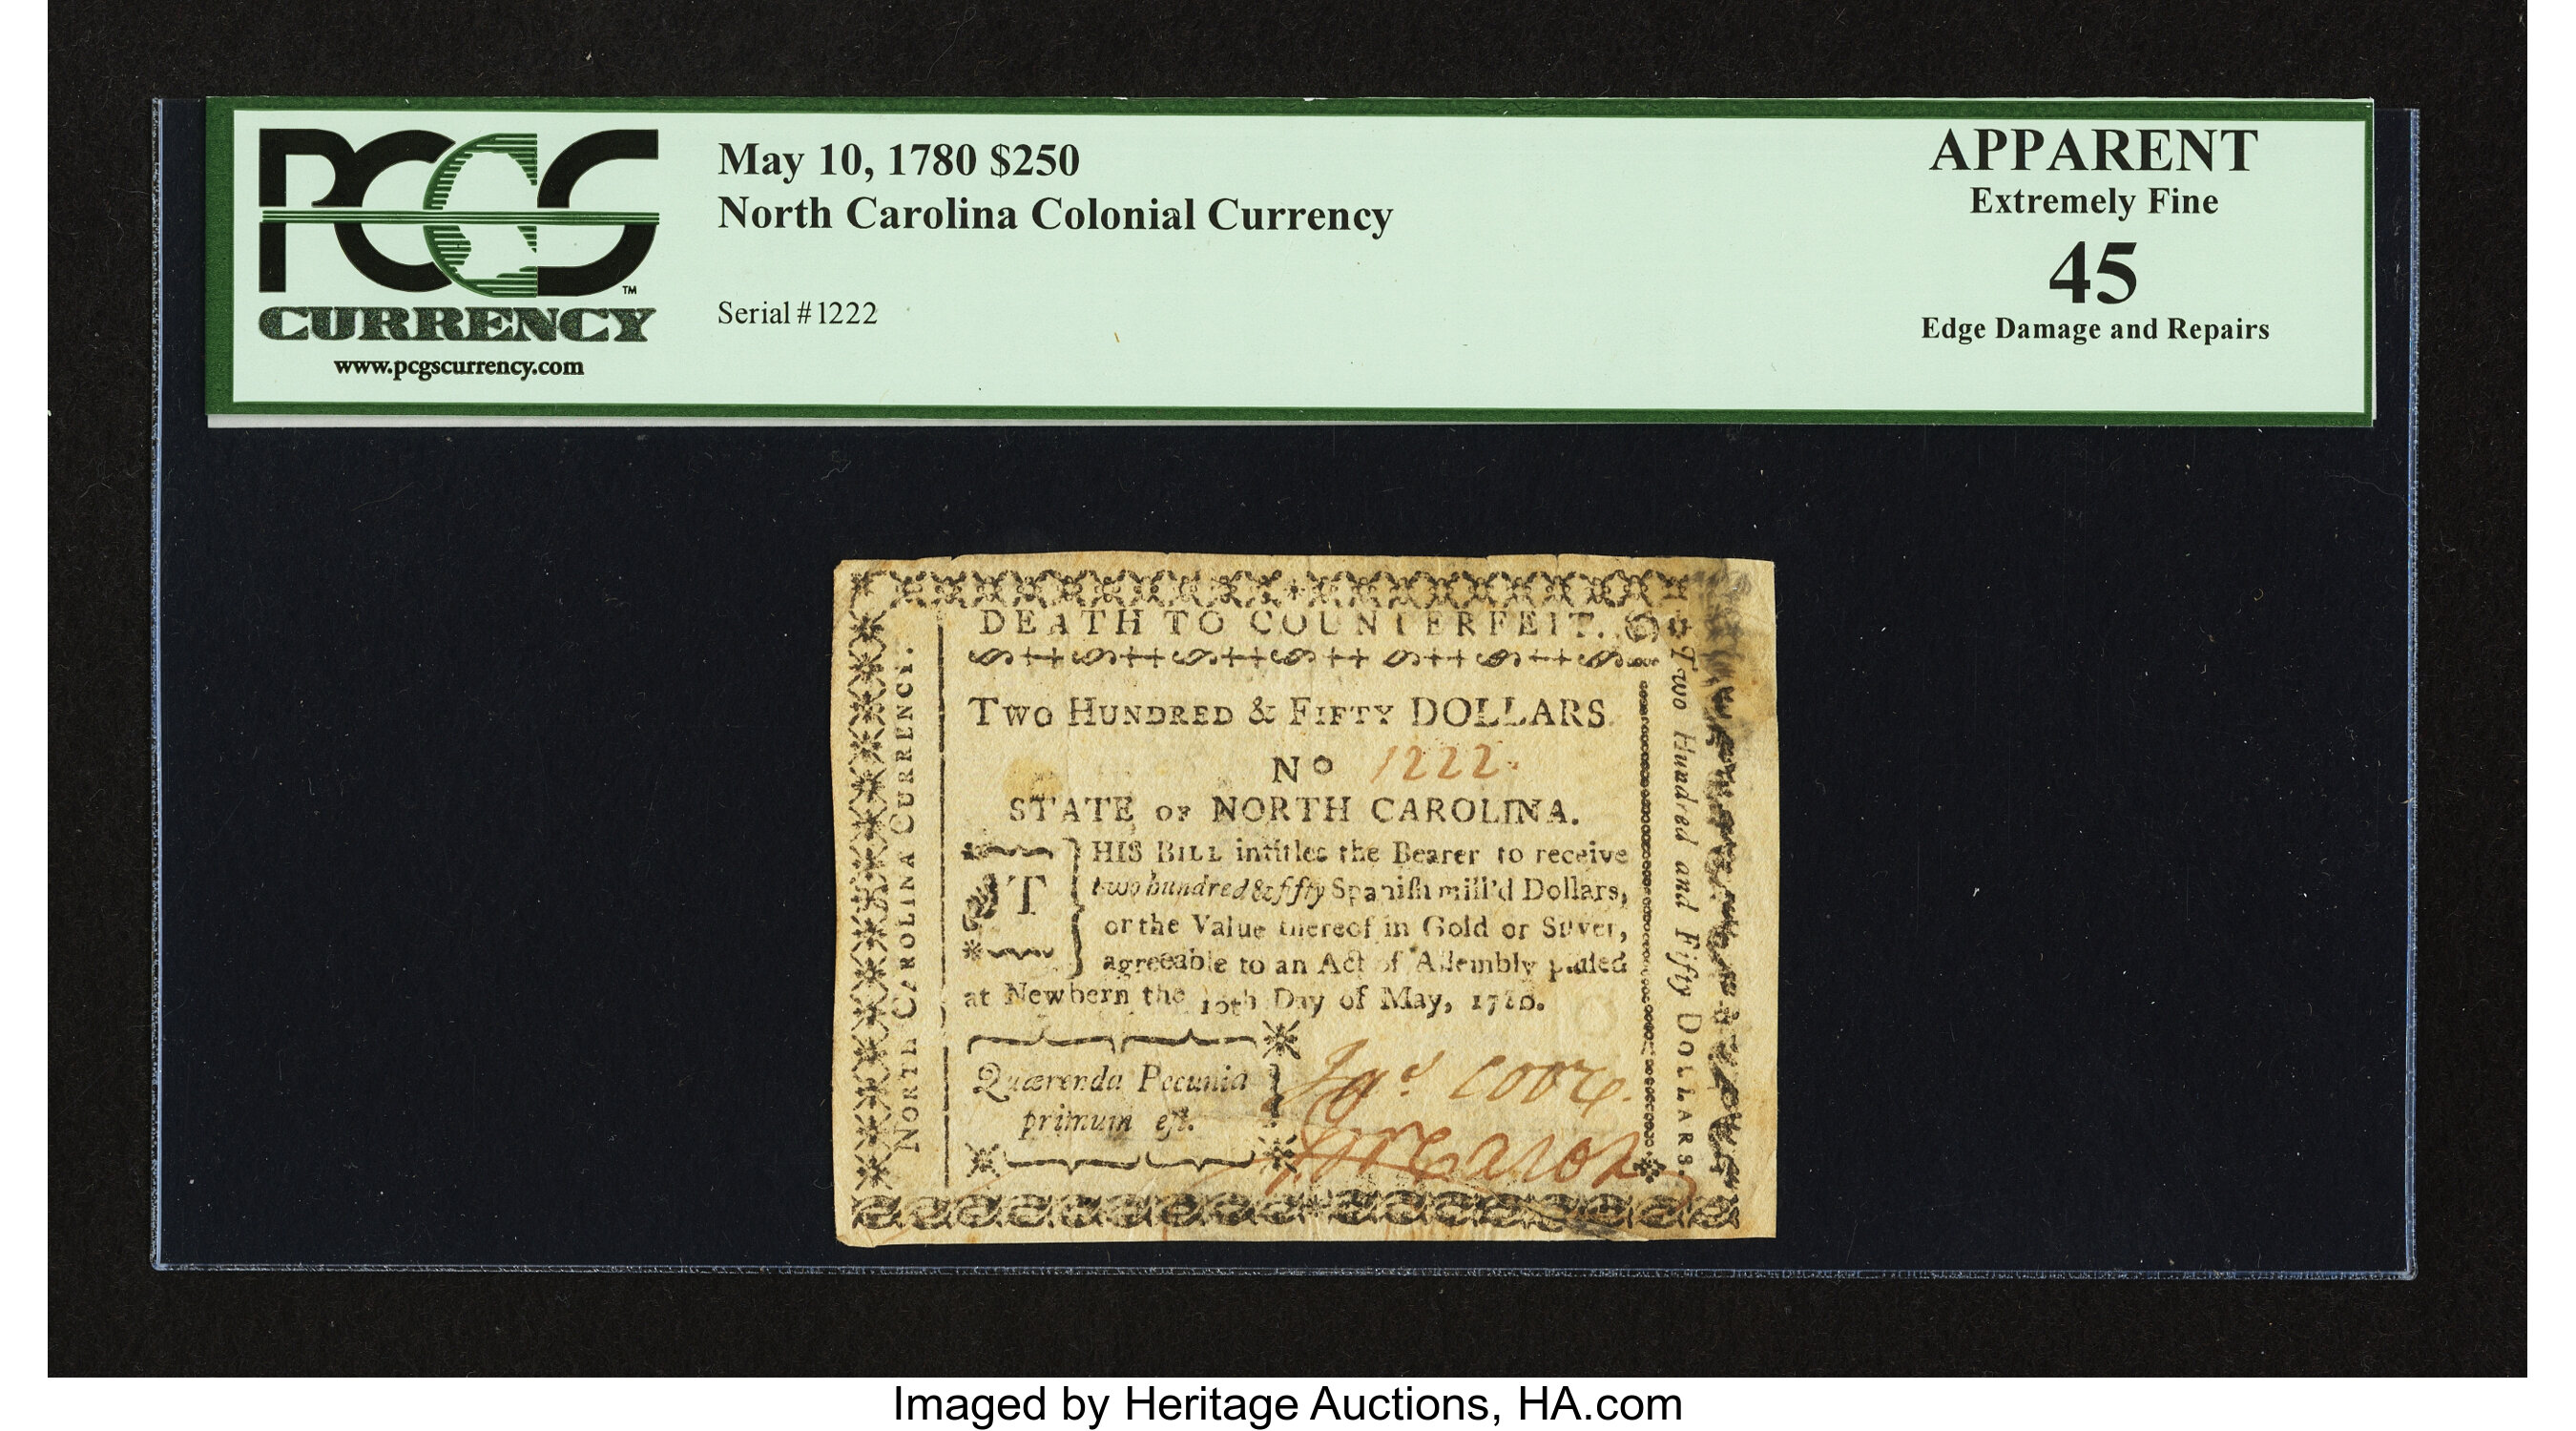 PCGS
CURRENCY
www.pcgscurrency.com
May 10, 1780 $250
North Carolina Colonial Currency
Serial #1222
APPARENT
Extremely Fine
45
Edge Damage and Repairs
DEATH TO COUNTERFEIT.
TWO HUNDRED & FIFTY DOLLARS
No 1222.
STATE OF NORTH CAROLINA.
THIS BILL intitles the Bearer to receive
two hundred & fifty Spaniſh mill'd Dollars,
or the Value thereof in Gold or Silver,
agreeable to an Act of Aſſembly paſſed
at Newbern the 10th Day of May, 1780.
Quærenda Pecunia
primum eſt.
NORTH CAROLINA CURRENCY.
Two Hundred and Fifty DOLLARS.
Imaged by Heritage Auctions, HA.com